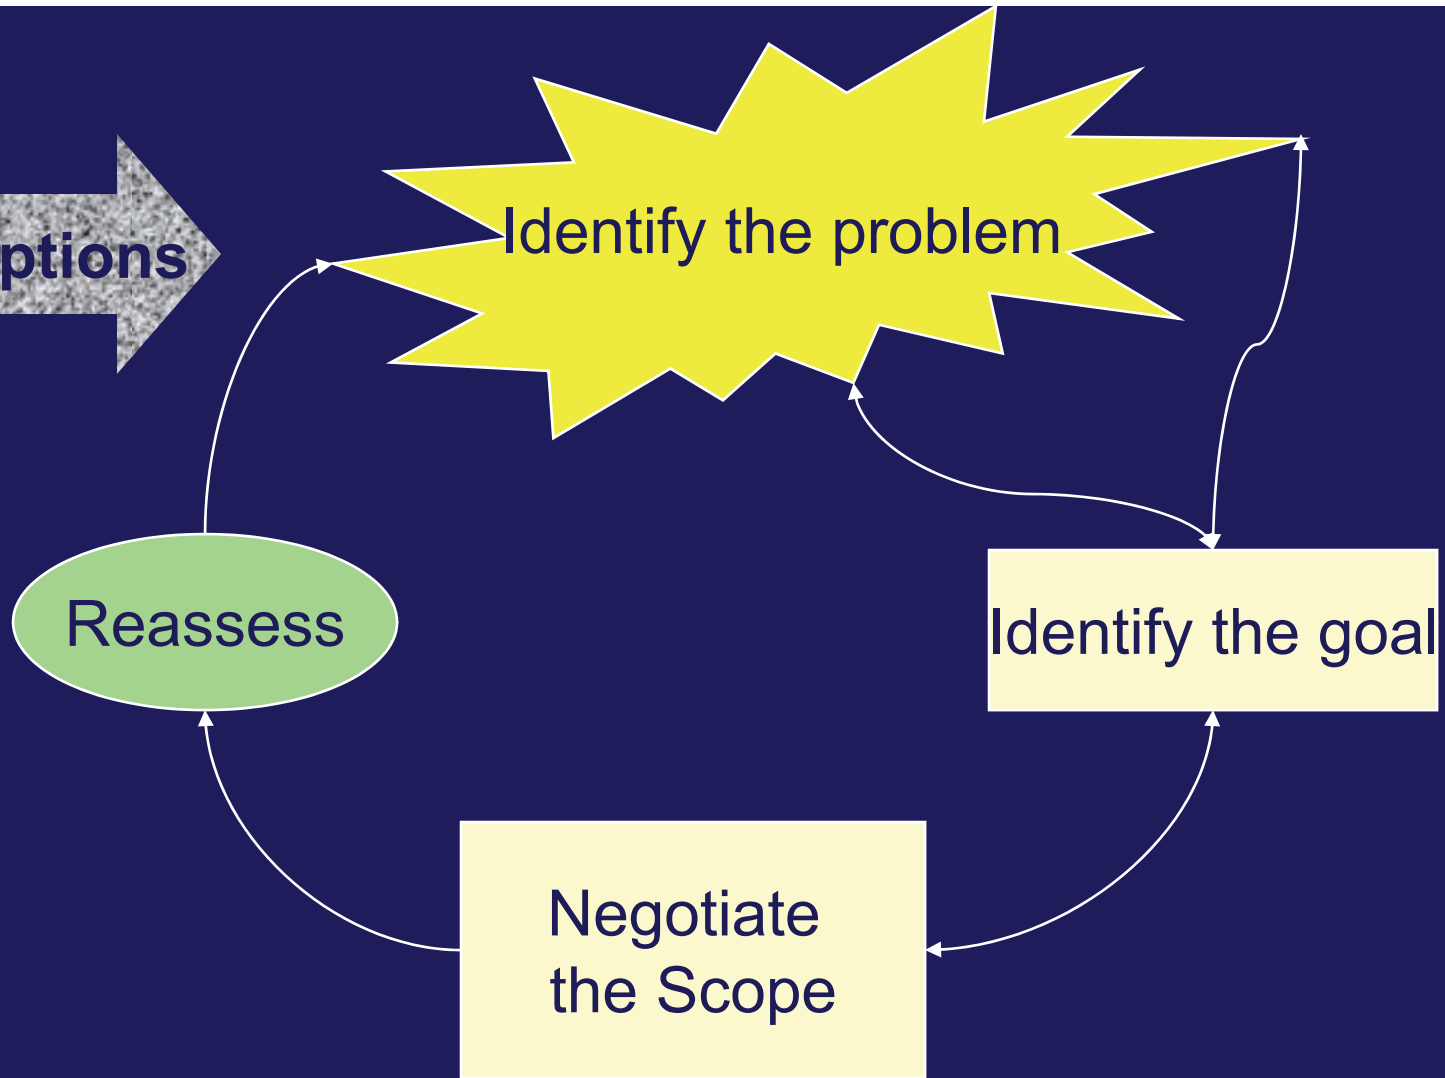 Identify the problem
ptions
Reassess
Identify the goal
Negotiate
the Scope